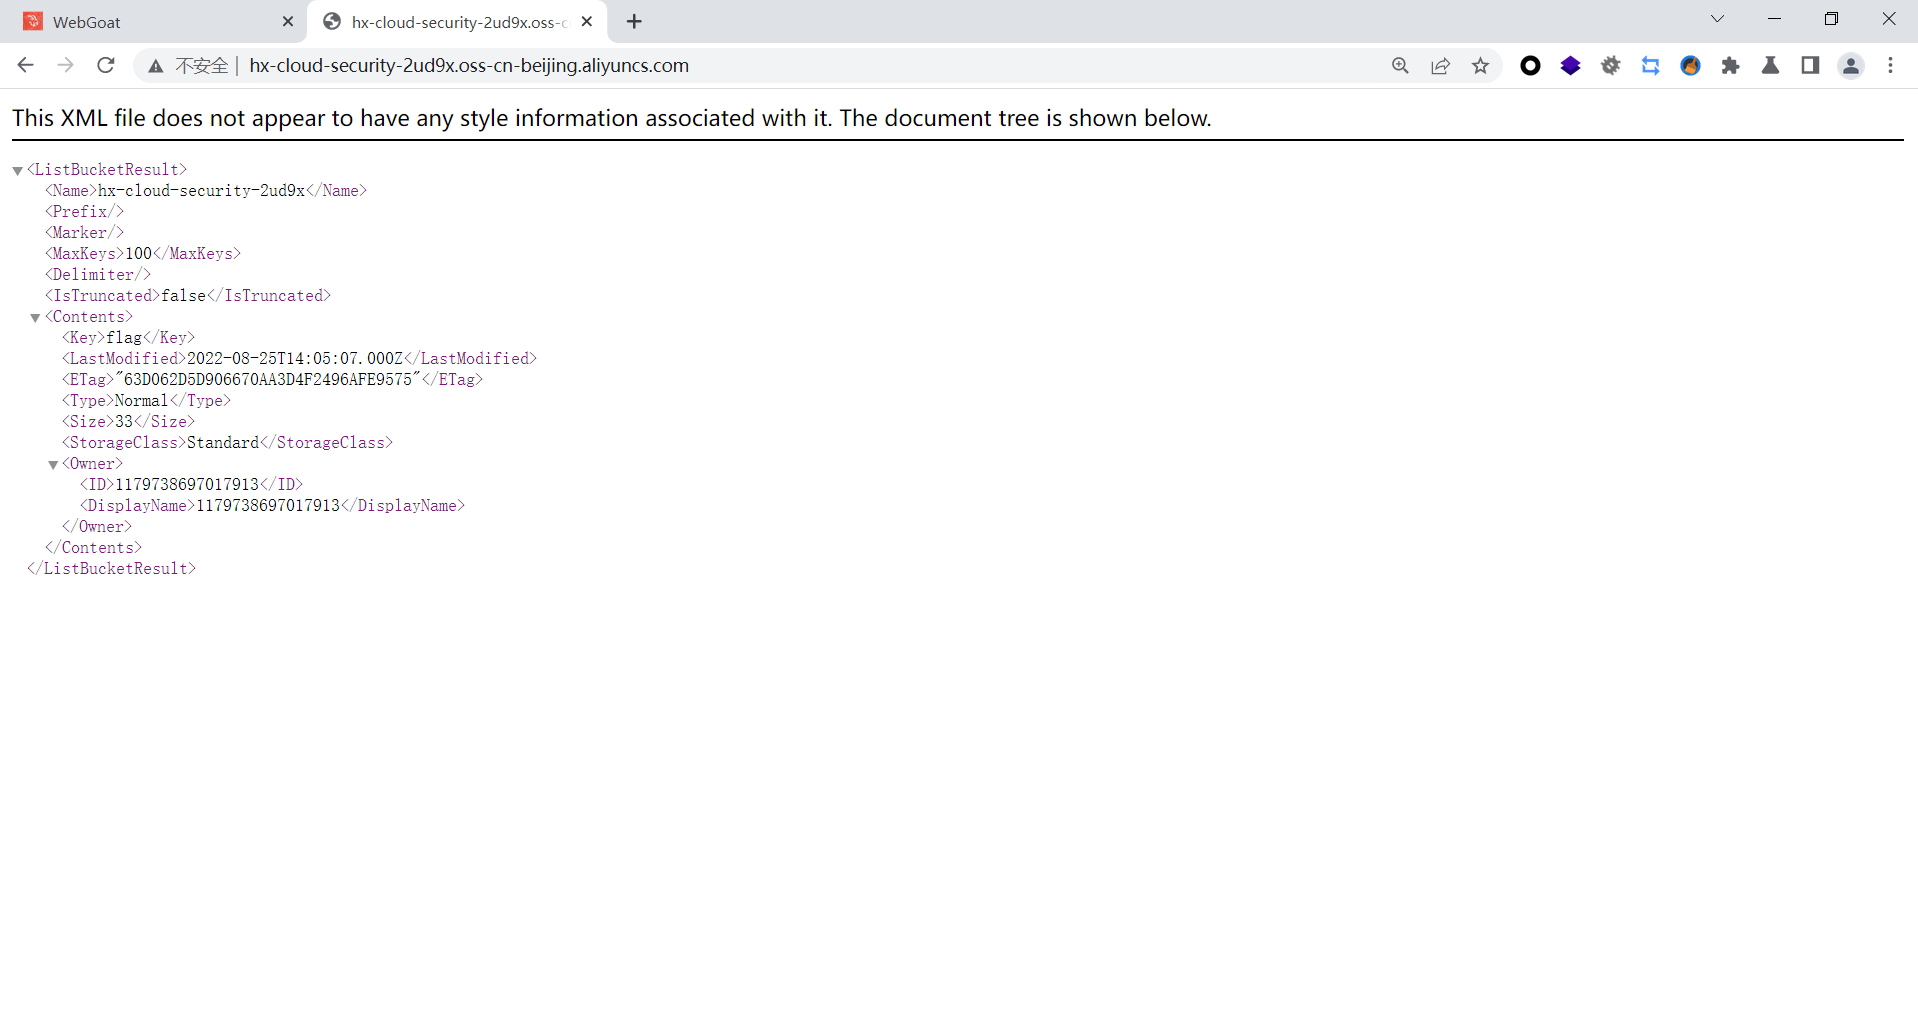 WebGoat
hx-cloud-security-2ud9x.oss-c
不安全 | hx-cloud-security-2ud9x.oss-cn-beijing.aliyuncs.com
This XML file does not appear to have any style information associated with it. The document tree is shown below.
<ListBucketResult>
<Name>hx-cloud-security-2ud9x</Name>
<Prefix/>
<Marker/>
<MaxKeys>100</MaxKeys>
<Delimiter/>
<IsTruncated>false</IsTruncated>
<Contents>
<Key>flag</Key>
<LastModified>2022-08-25T14:05:07.000Z</LastModified>
<ETag>"63D062D5D906670AA3D4F2496AFE9575"</ETag>
<Type>Normal</Type>
<Size>33</Size>
<StorageClass>Standard</StorageClass>
<Owner>
<ID>1179738697017913</ID>
<DisplayName>1179738697017913</DisplayName>
</Owner>
</Contents>
</ListBucketResult>